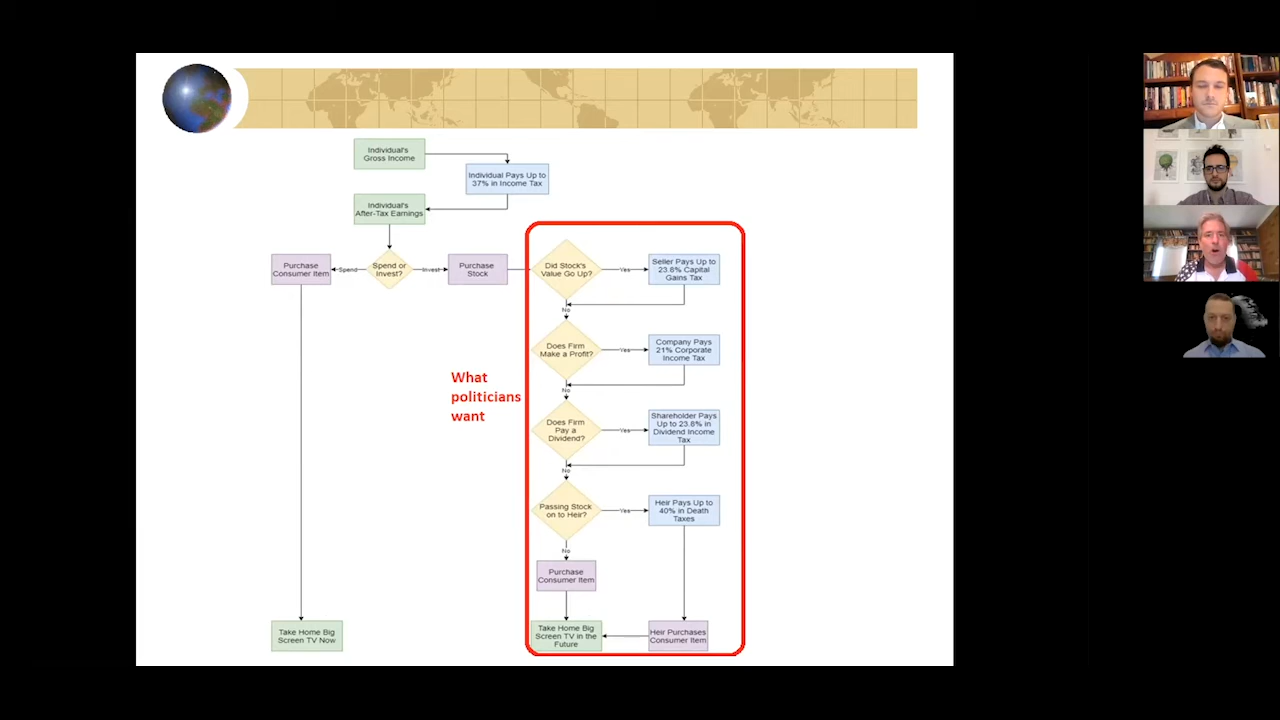 Individual's
Gross Income
Individual Pays Up to
37% in Income Tax
Individual's
After-Tax Earnings
Purchase
Consumer Item
Spend
Spend or
Invest?
Invest
Purchase
Stock
Did Stock's
Value Go Up?
Yes
Seller Pays Up to
23.8% Capital
Gains Tax
No
Does Firm
Make a Profit?
Yes
Company Pays
21% Corporate
Income Tax
No
What
politicians
want
Does Firm
Pay a
Dividend?
Yes
Shareholder Pays
Up to 23.8% in
Dividend Income
Tax
No
Passing Stock
on to Heir?
Yes
Heir Pays Up to
40% in Death
Taxes
No
Purchase
Consumer Item
Take Home Big
Screen TV Now
Take Home Big
Screen TV in the
Future
Heir Purchases
Consumer Item